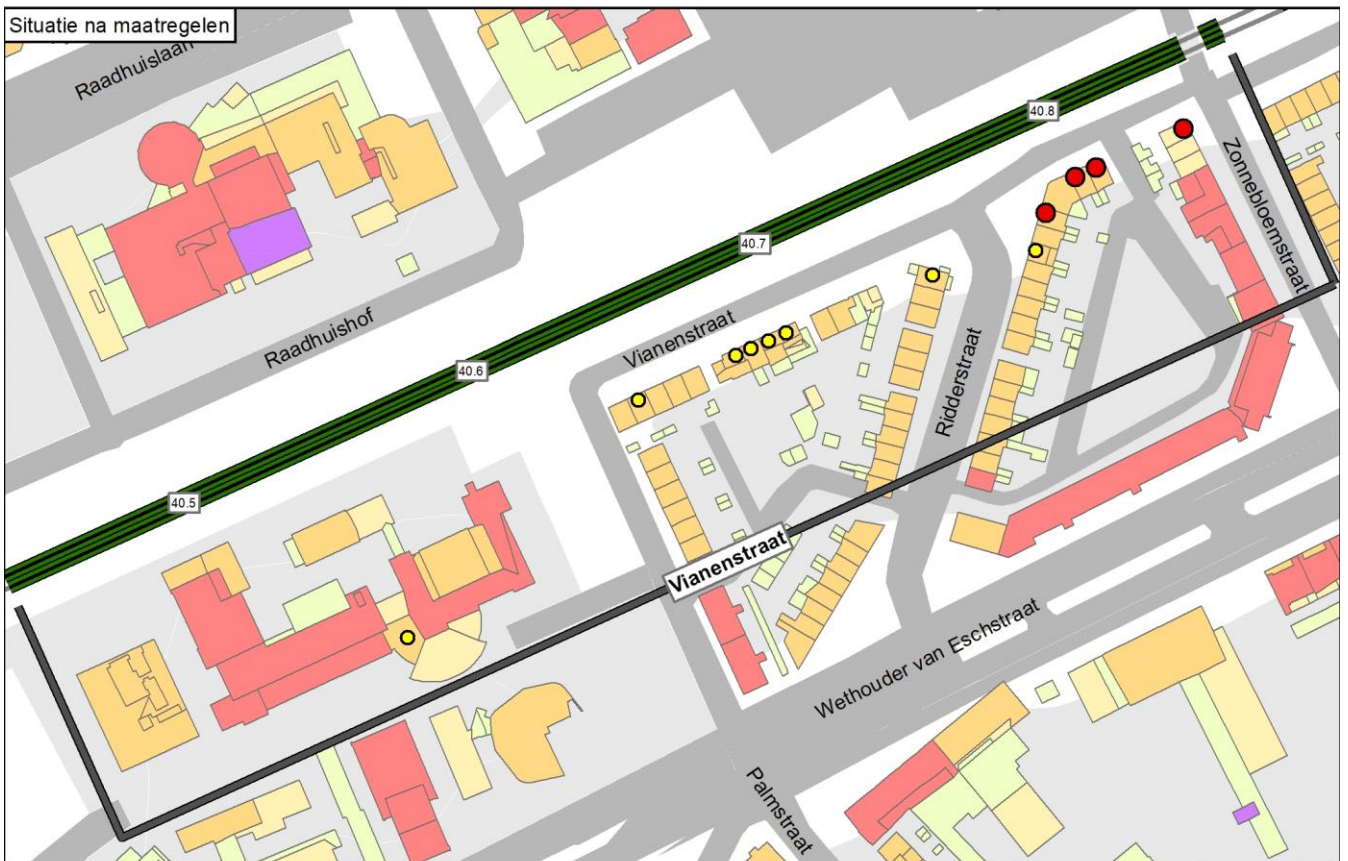 Situatie na maatregelen
Raadhuislaan
40.8
Zonnebloemstraat
40.7
Raadhuishof
Vianenstraat
40.6
Ridderstraat
40.5
Vianenstraat
Wethouder van Eschstraat
Palmstraat